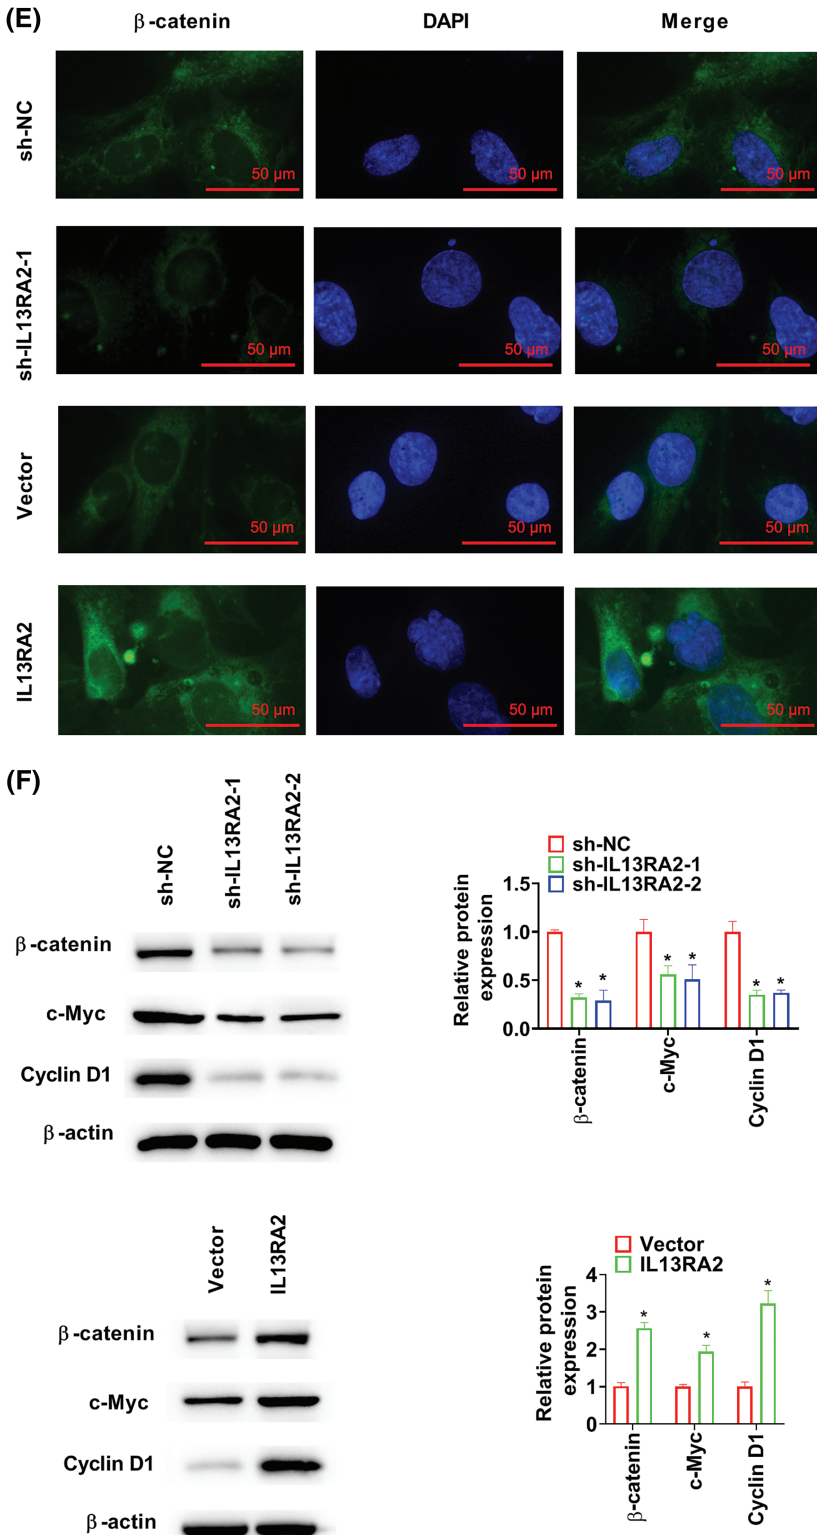 (E)
β-catenin DAPI Merge
sh-NC
50 μm 50 μm 50 μm
sh-IL13RA2-1
50 μm 50 μm 50 μm
Vector
50 μm 50 μm 50 μm
IL13RA2
50 μm 50 μm 50 μm
(F)
sh-NC
sh-IL13RA2-1
sh-IL13RA2-2
β-catenin
c-Myc
Cyclin D1
β-actin
sh-NC
sh-IL13RA2-1
sh-IL13RA2-2
Relative protein
expression
1.5
1.0
0.5
0.0
* * * * * *
β-catenin
c-Myc
Cyclin D1
Vector
IL13RA2
β-catenin
c-Myc
Cyclin D1
β-actin
Vector
IL13RA2
Relative protein
expression
4
3
2
1
0
* * *
β-catenin
c-Myc
Cyclin D1